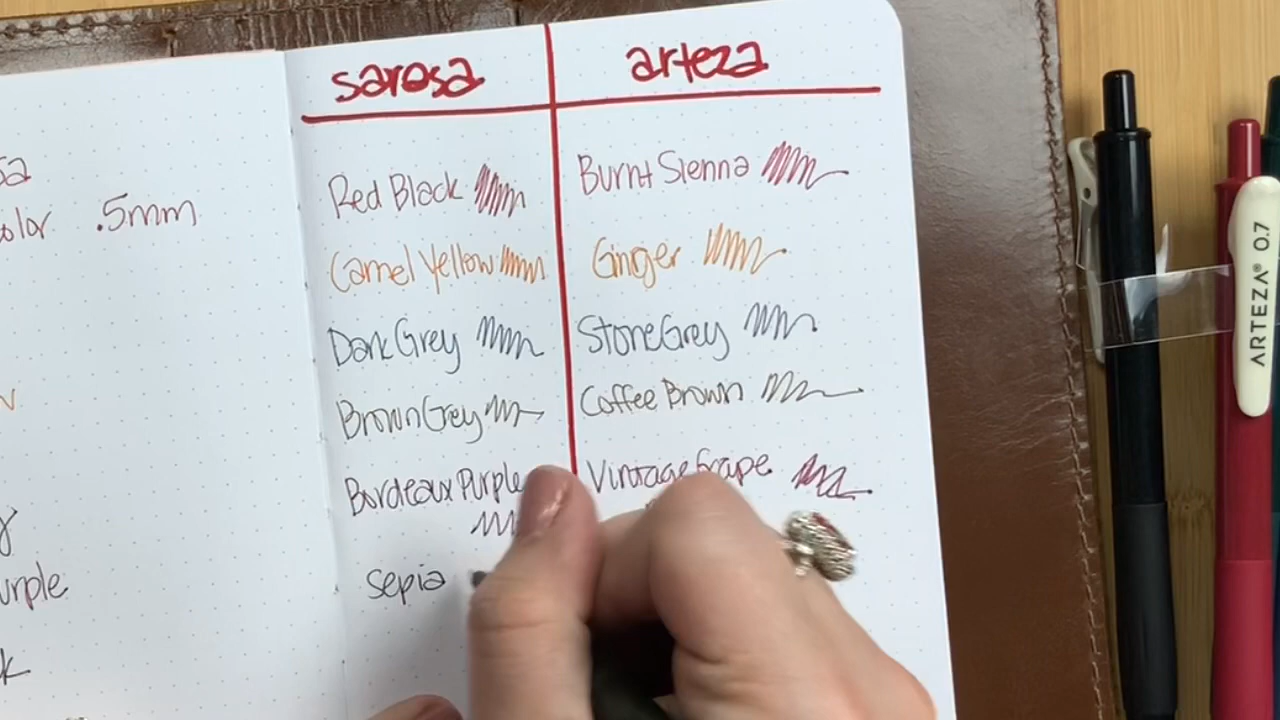 sarasa arteza
.5mm
Red Black Burnt Sienna
Camel Yellow Ginger
Dark Grey Stone Grey
Brown Grey Coffee Brown
Bordeaux Purple Vintage Grape
sepia
ARTEZA® 0.7